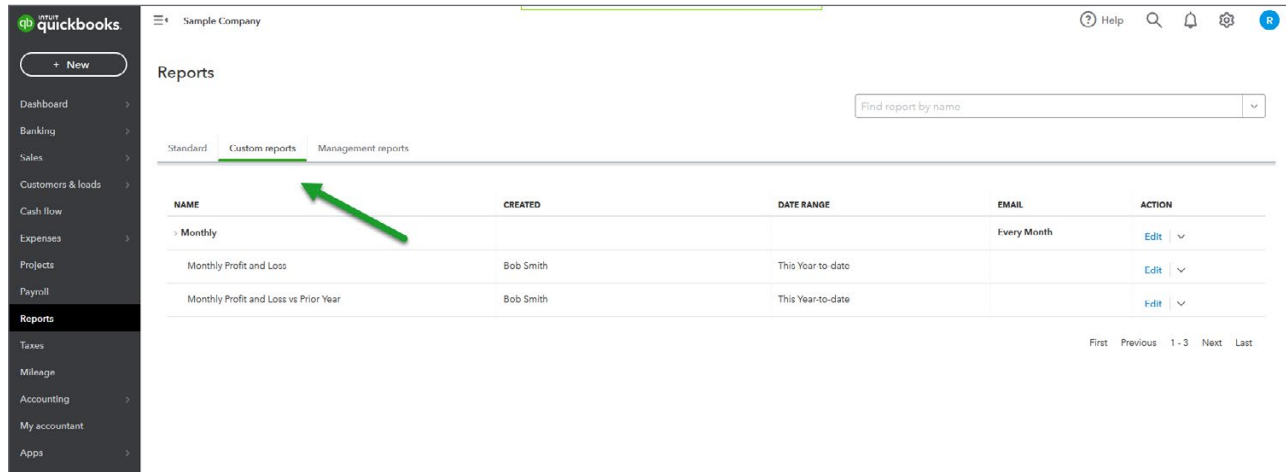 qb INTUIT quickbooks.
Sample Company
Help
R
+ New
Reports
Find report by name
Dashboard
Banking
Sales
Customers & leads
Cash flow
Expenses
Projects
Payroll
Reports
Taxes
Mileage
Accounting
My accountant
Apps
Standard Custom reports Management reports
NAME CREATED DATE RANGE EMAIL ACTION
Monthly Every Month Edit
Monthly Profit and Loss Bob Smith This Year-to-date Edit
Monthly Profit and Loss vs Prior Year Bob Smith This Year-to-date Edit
First Previous 1 - 3 Next Last